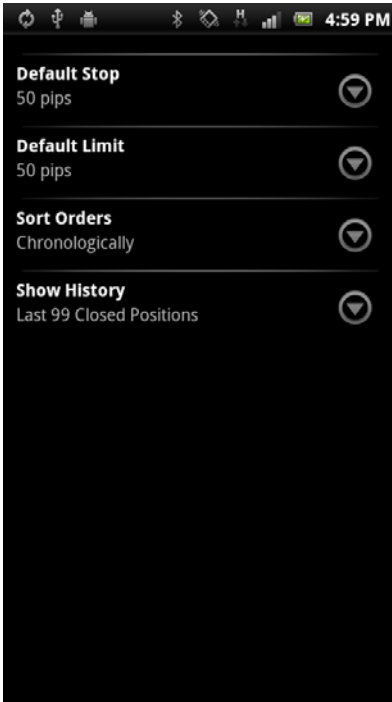 H
4:59 PM
Default Stop
50 pips
Default Limit
50 pips
Sort Orders
Chronologically
Show History
Last 99 Closed Positions